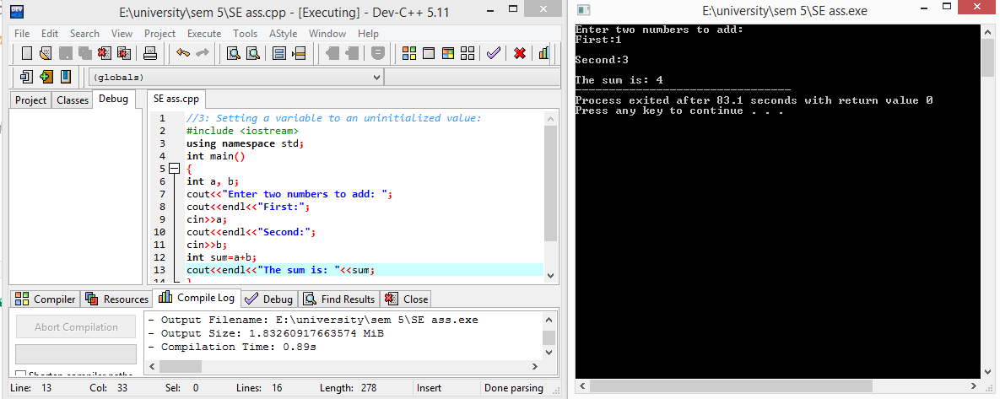 E:\university\sem 5\SE ass.cpp - [Executing] - Dev-C++ 5.11
File Edit Search View Project Execute Tools AStyle Window Help
(globals)
Project Classes Debug
SE ass.cpp
1 //3: Setting a variable to an uninitialized value:
2 #include <iostream>
3 using namespace std;
4 int main()
5 {
6 int a, b;
7 cout<<"Enter two numbers to add: ";
8 cout<<endl<<"First:";
9 cin>>a;
10 cout<<endl<<"Second:";
11 cin>>b;
12 int sum=a+b;
13 cout<<endl<<"The sum is: "<<sum;
14 }
Compiler Resources Compile Log Debug Find Results Close
Abort Compilation
- Output Filename: E:\university\sem 5\SE ass.exe
- Output Size: 1.83260917663574 MiB
- Compilation Time: 0.89s
Shorten compiler paths
Line: 13 Col: 33 Sel: 0 Lines: 16 Length: 278 Insert Done parsing
E:\university\sem 5\SE ass.exe
Enter two numbers to add:
First:1
Second:3
The sum is: 4
--------------------------------
Process exited after 83.1 seconds with return value 0
Press any key to continue . . .